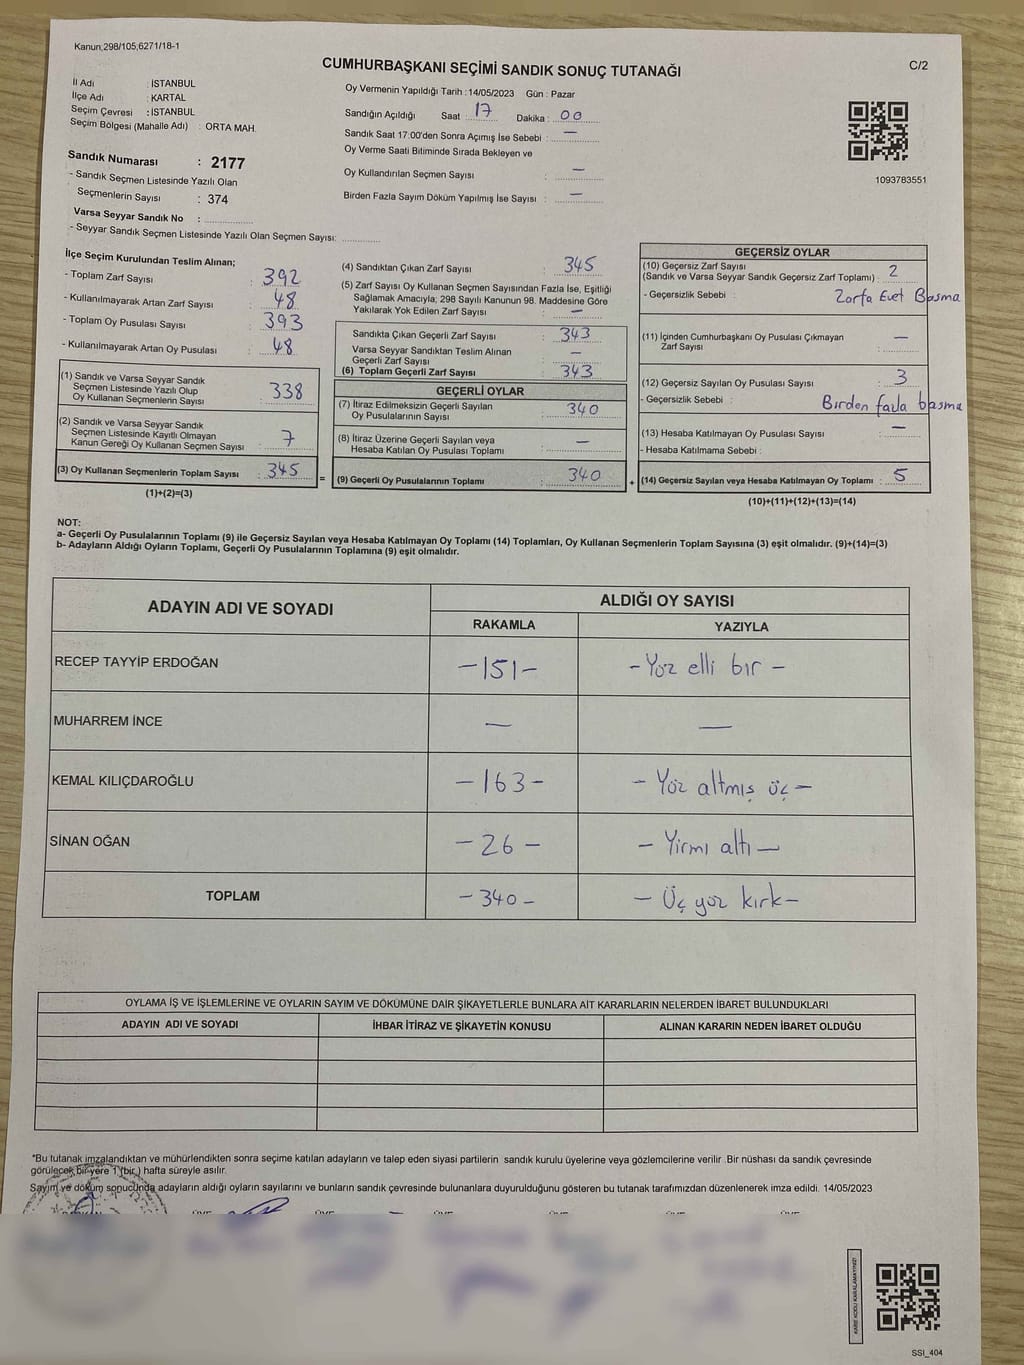 Kanun,298/105;6271/18-1
CUMHURBAŞKANI SEÇİMİ SANDIK SONUÇ TUTANAĞI
C/2
İl Adı : İSTANBUL
İlçe Adı : KARTAL
Seçim Çevresi : İSTANBUL
Seçim Bölgesi (Mahalle Adı) : ORTA MAH.
Sandık Numarası : 2177
- Sandık Seçmen Listesinde Yazılı Olan
Seçmenlerin Sayısı : 374
Varsa Seyyar Sandık No :
- Seyyar Sandık Seçmen Listesinde Yazılı Olan Seçmen Sayısı:
Oy Vermenin Yapıldığı Tarih : 14/05/2023 Gün : Pazar
Sandığın Açıldığı Saat : 17 Dakika : 00
Sandık Saat 17:00'den Sonra Açımış İse Sebebi : —
Oy Verme Saati Bitiminde Sırada Bekleyen ve
Oy Kullandırılan Seçmen Sayısı : —
Birden Fazla Sayım Döküm Yapılmış İse Sayısı : —
1093783551
İlçe Seçim Kurulundan Teslim Alınan;
- Toplam Zarf Sayısı : 392
- Kullanılmayarak Artan Zarf Sayısı : 48
- Toplam Oy Pusulası Sayısı : 393
- Kullanılmayarak Artan Oy Pusulası : 48
(1) Sandık ve Varsa Seyyar Sandık
Seçmen Listesinde Yazılı Olup
Oy Kullanan Seçmenlerin Sayısı : 338
(2) Sandık ve Varsa Seyyar Sandık
Seçmen Listesinde Kayıtlı Olmayan
Kanun Gereği Oy Kullanan Seçmen Sayısı : 7
(3) Oy Kullanan Seçmenlerin Toplam Sayısı : 345
(1)+(2)=(3)
=
(4) Sandıktan Çıkan Zarf Sayısı : 345
(5) Zarf Sayısı Oy Kullanan Seçmen Sayısından Fazla İse, Eşitliği
Sağlamak Amacıyla; 298 Sayılı Kanunun 98. Maddesine Göre
Yakılarak Yok Edilen Zarf Sayısı : —
Sandıkta Çıkan Geçerli Zarf Sayısı : 343
Varsa Seyyar Sandıktan Teslim Alınan
Geçerli Zarf Sayısı : —
(6) Toplam Geçerli Zarf Sayısı : 343
GEÇERLİ OYLAR
(7) İtiraz Edilmeksizin Geçerli Sayılan
Oy Pusulalarının Sayısı : 340
(8) İtiraz Üzerine Geçerli Sayılan veya
Hesaba Katılan Oy Pusulası Toplamı : —
(9) Geçerli Oy Pusulalarının Toplamı : 340
+
GEÇERSİZ OYLAR
(10) Geçersiz Zarf Sayısı
(Sandık ve Varsa Seyyar Sandık Geçersiz Zarf Toplamı) : 2
- Geçersizlik Sebebi : Zarfa Evet Basma
(11) İçinden Cumhurbaşkanı Oy Pusulası Çıkmayan
Zarf Sayısı : —
(12) Geçersiz Sayılan Oy Pusulası Sayısı : 3
- Geçersizlik Sebebi : Birden fazla basma
(13) Hesaba Katılmayan Oy Pusulası Sayısı : —
- Hesaba Katılmama Sebebi :
(14) Geçersiz Sayılan veya Hesaba Katılmayan Oy Toplamı : 5
(10)+(11)+(12)+(13)=(14)
NOT:
a- Geçerli Oy Pusulalarının Toplamı (9) ile Geçersiz Sayılan veya Hesaba Katılmayan Oy Toplamı (14) Toplamları, Oy Kullanan Seçmenlerin Toplam Sayısına (3) eşit olmalıdır. (9)+(14)=(3)
b- Adayların Aldığı Oyların Toplamı, Geçerli Oy Pusulalarının Toplamına (9) eşit olmalıdır.
ADAYIN ADI VE SOYADI
ALDIĞI OY SAYISI
RAKAMLA YAZIYLA
RECEP TAYYİP ERDOĞAN –151– –Yüz elli bir –
MUHARREM İNCE — —
KEMAL KILIÇDAROĞLU –163– – Yüz altmış üç –
SİNAN OĞAN –26– – Yirmi altı –
TOPLAM –340– – Üç yüz kırk–
OYLAMA İŞ VE İŞLEMLERİNE VE OYLARIN SAYIM VE DÖKÜMÜNE DAİR ŞİKAYETLERLE BUNLARA AİT KARARLARIN NELERDEN İBARET BULUNDUKLARI
ADAYIN ADI VE SOYADI İHBAR İTİRAZ VE ŞİKAYETİN KONUSU ALINAN KARARIN NEDEN İBARET OLDUĞU
*Bu tutanak imzalandıktan ve mühürlendikten sonra seçime katılan adayların ve talep eden siyasi partilerin sandık kurulu üyelerine veya gözlemcilerine verilir. Bir nüshası da sandık çevresinde
görülecek bir yere 1 (bir ) hafta süreyle asılır.
Sayım ve döküm sonucunda adayların aldığı oyların sayılarını ve bunların sandık çevresinde bulunanlara duyurulduğunu gösteren bu tutanak tarafımızdan düzenlenerek imza edildi. 14/05/2023
KARE KODU KARALAMAYINIZ!
SSI_404